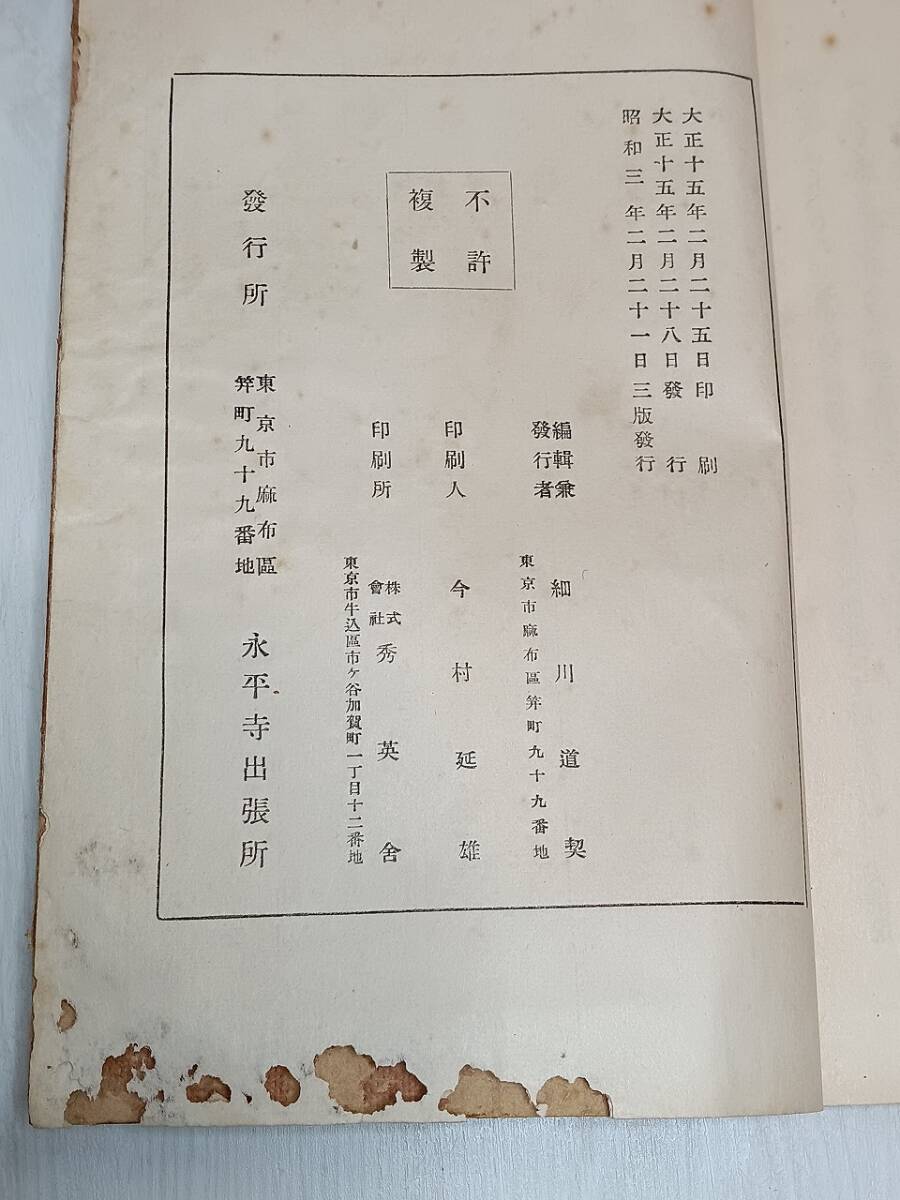 大正十五年二月二十五日印刷
大正十五年二月二十八日發行
昭和三年二月二十一日三版發行
不許
複製
編輯兼
發行者
細川道契
東京市麻布區笄町九十九番地
印刷人
今村延雄
印刷所
株式
會社
秀英舍
東京市牛込區市ケ谷加賀町一丁目十二番地
發行所
東京市麻布區
笄町九十九番地
永平寺出張所